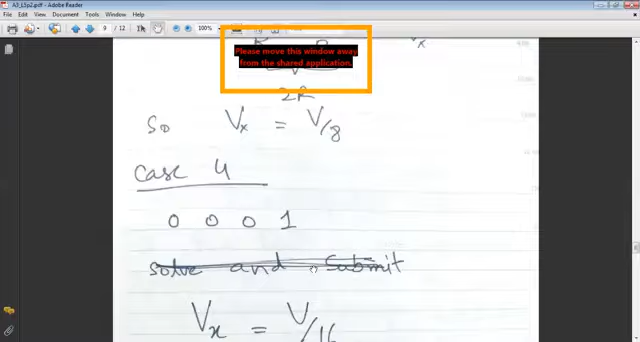 A3_L5p2.pdf - Adobe Reader
File Edit View Document Tools Window Help
9 / 12 100%
Please move this window away
from the shared application.
Vx
2R
So Vx = V/8
Case 4
0 0 0 1
solve and submit
Vx = V/16